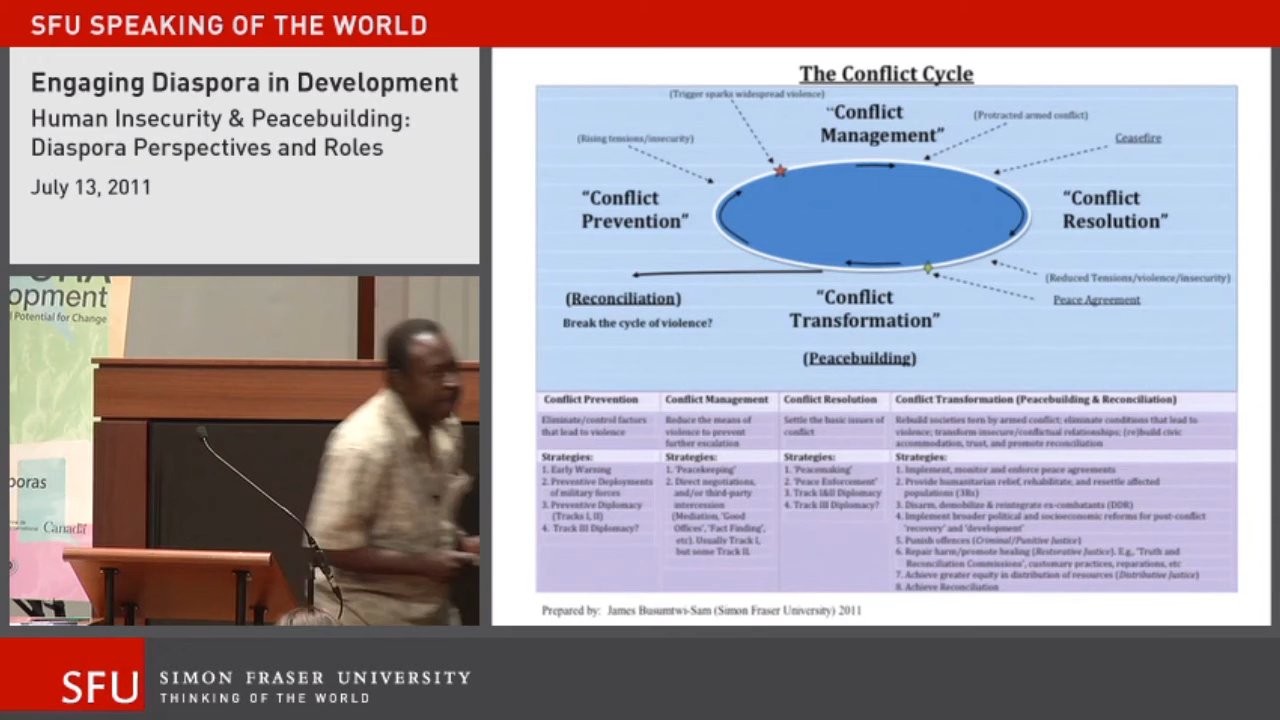 SFU SPEAKING OF THE WORLD
Engaging Diaspora in Development
Human Insecurity & Peacebuilding:
Diaspora Perspectives and Roles
July 13, 2011
opment
l Potential for Change
oras
Canada
The Conflict Cycle
(Trigger sparks widespread violence)
"Conflict
Management"
(Protracted armed conflict)
(Rising tensions/insecurity)
Ceasefire
"Conflict
Prevention"
"Conflict
Resolution"
(Reduced Tensions/violence/insecurity)
Peace Agreement
(Reconciliation)
Break the cycle of violence?
"Conflict
Transformation"
(Peacebuilding)
Conflict Prevention
Eliminate/control factors
that lead to violence
Strategies:
1. Early Warning
2. Preventive Deployments
of military forces
3. Preventive Diplomacy
(Tracks I, II)
4. Track III Diplomacy?
Conflict Management
Reduce the means of
violence to prevent
further escalation
Strategies:
1. 'Peacekeeping'
2. Direct negotiations,
and/or third-party
intercession
(Mediation, 'Good
Offices', 'Fact Finding',
etc). Usually Track I,
but some Track II.
Conflict Resolution
Settle the basic issues of
conflict
Strategies:
1. 'Peacemaking'
2. 'Peace Enforcement'
3. Track I&II Diplomacy
4. Track III Diplomacy?
Conflict Transformation (Peacebuilding & Reconciliation)
Rebuild societies torn by armed conflict; eliminate conditions that lead to
violence; transform insecure/conflictual relationships; (re)build civic
accommodation, trust, and promote reconciliation
Strategies:
1. Implement, monitor and enforce peace agreements
2. Provide humanitarian relief, rehabilitate, and resettle affected
populations (3Rs)
3. Disarm, demobilize & reintegrate ex-combatants (DDR)
4. Implement broader political and socioeconomic reforms for post-conflict
'recovery' and 'development'
5. Punish offences (Criminal/Punitive Justice)
6. Repair harm/promote healing (Restorative Justice). E.g., 'Truth and
Reconciliation Commissions', customary practices, reparations, etc
7. Achieve greater equity in distribution of resources (Distributive Justice)
8. Achieve Reconciliation
Prepared by: James Busumtwi-Sam (Simon Fraser University) 2011
SFU
SIMON FRASER UNIVERSITY
THINKING OF THE WORLD